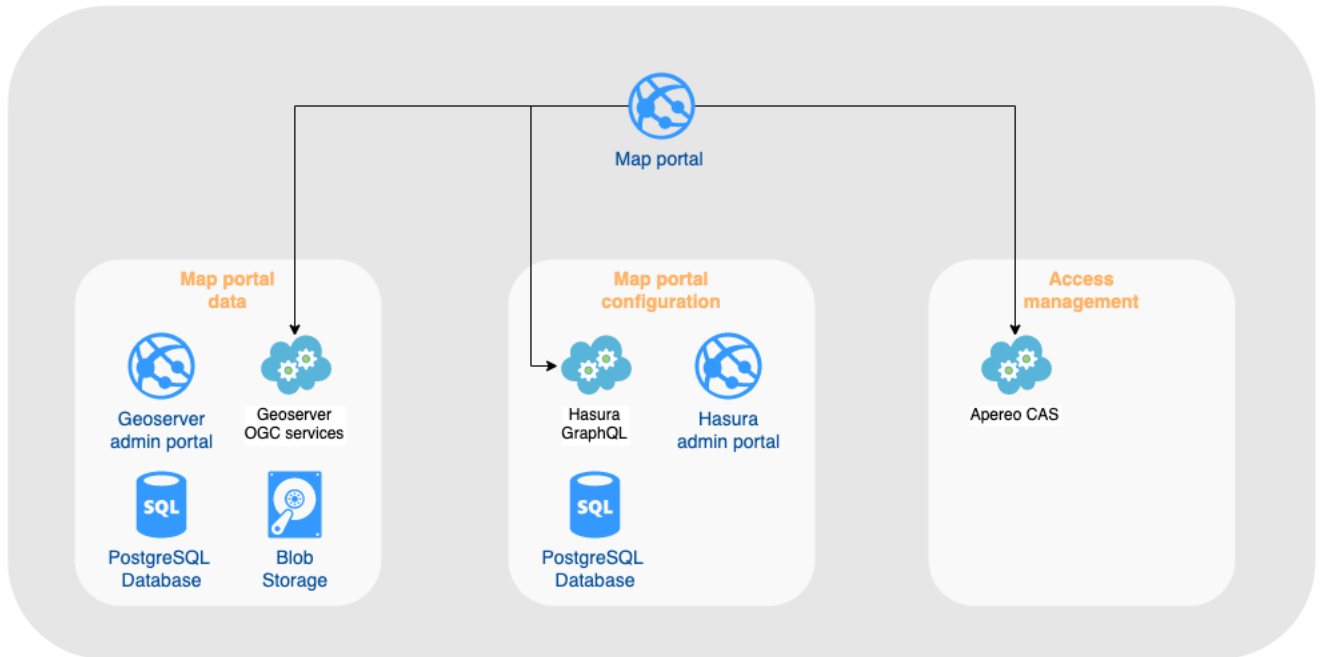 Map portal
Map portal
data
Geoserver
admin portal
Geoserver
OGC services
SQL
PostgreSQL
Database
Blob
Storage
Map portal
configuration
Hasura
GraphQL
Hasura
admin portal
SQL
PostgreSQL
Database
Access
management
Apereo CAS